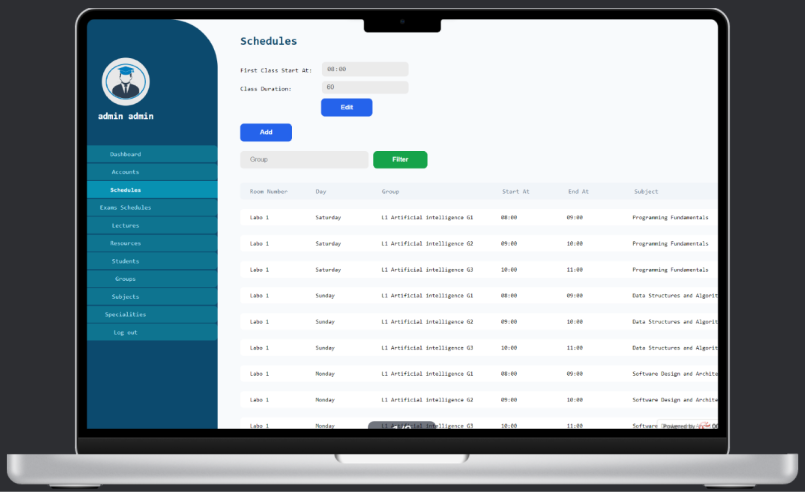 Schedules
First Class Start At: 08:00
Class Duration: 60
Edit
Add
Group Filter
admin admin
Dashboard
Accounts
Schedules
Exams Schedules
Lectures
Resources
Students
Groups
Subjects
Specialities
Log out
Room Number Day Group Start At End At Subject
Labo 1 Saturday L1 Artificial intelligence G1 08:00 09:00 Programming Fundamentals
Labo 1 Saturday L1 Artificial intelligence G2 09:00 10:00 Programming Fundamentals
Labo 1 Saturday L1 Artificial intelligence G3 10:00 11:00 Programming Fundamentals
Labo 1 Sunday L1 Artificial intelligence G1 08:00 09:00 Data Structures and Algorit
Labo 1 Sunday L1 Artificial intelligence G2 09:00 10:00 Data Structures and Algorit
Labo 1 Sunday L1 Artificial intelligence G3 10:00 11:00 Data Structures and Algorit
Labo 1 Monday L1 Artificial intelligence G1 08:00 09:00 Software Design and Archite
Labo 1 Monday L1 Artificial intelligence G2 09:00 10:00 Software Design and Archite
Labo 1 Monday L1 telligence G3 10:00 11:00 Software
Powered by